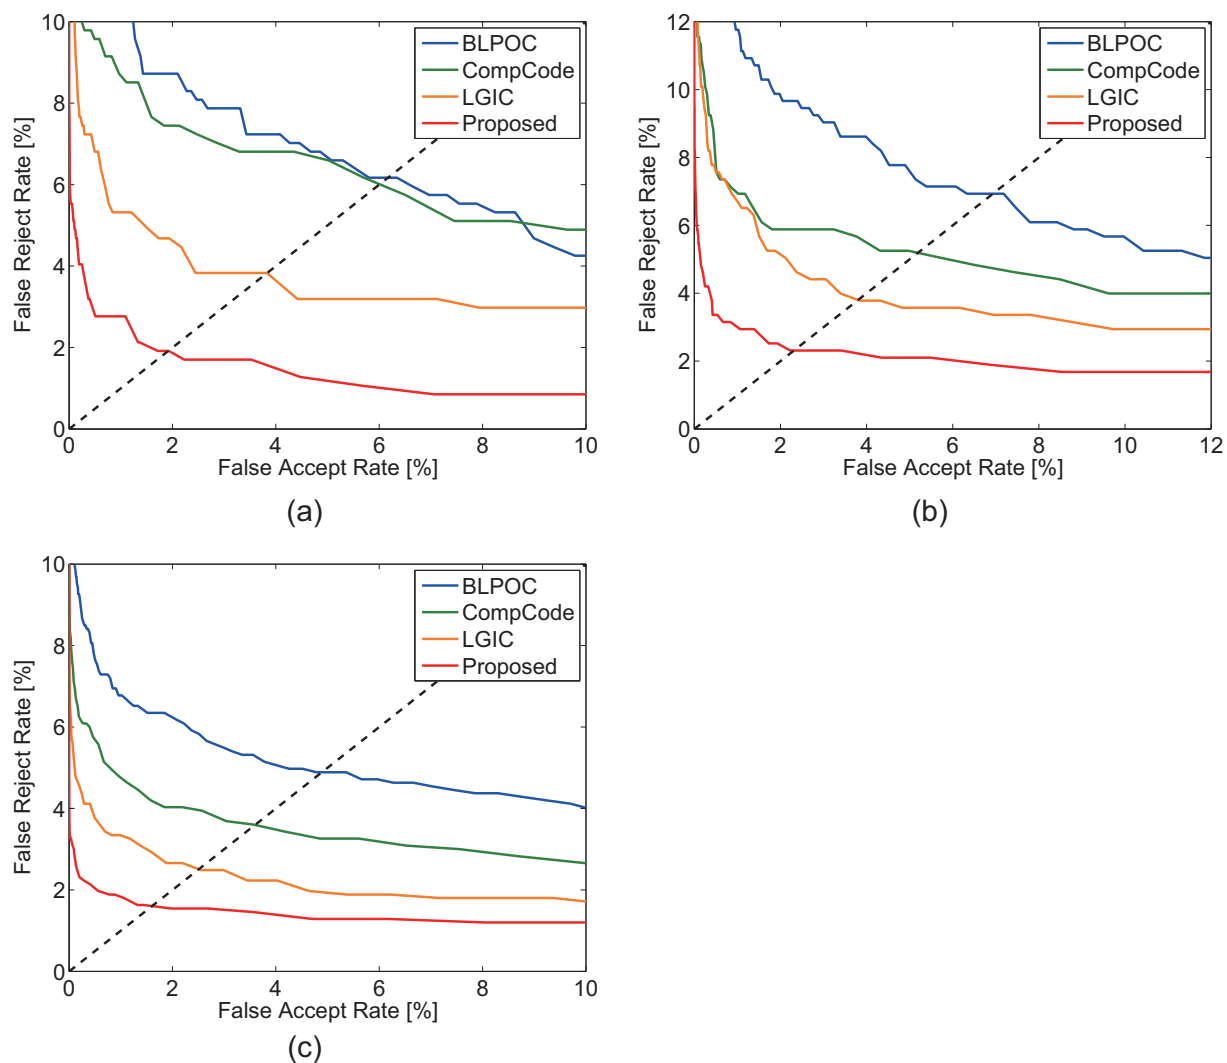 10
8
6
4
2
0
0 2 4 6 8 10
False Reject Rate [%]
False Accept Rate [%]
BLPOC
CompCode
LGIC
Proposed
(a)
12
10
8
6
4
2
0
0 2 4 6 8 10 12
False Reject Rate [%]
False Accept Rate [%]
BLPOC
CompCode
LGIC
Proposed
(b)
10
8
6
4
2
0
0 2 4 6 8 10
False Reject Rate [%]
False Accept Rate [%]
BLPOC
CompCode
LGIC
Proposed
(c)